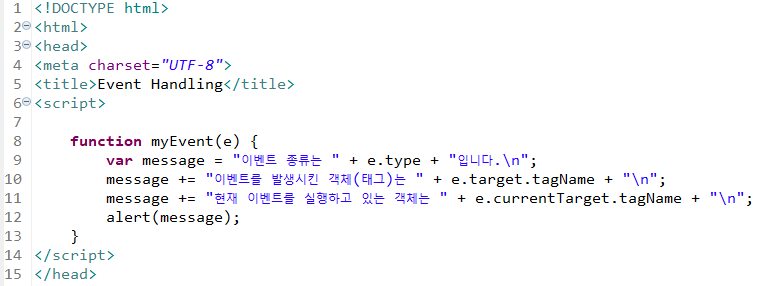 1 <!DOCTYPE html>
2 <html>
3 <head>
4 <meta charset="UTF-8">
5 <title>Event Handling</title>
6 <script>
7
8     function myEvent(e) {
9         var message = "이벤트 종류는 " + e.type + "입니다.\n";
10         message += "이벤트를 발생시킨 객체(태그)는 " + e.target.tagName + "\n";
11         message += "현재 이벤트를 실행하고 있는 객체는 " + e.currentTarget.tagName + "\n";
12         alert(message);
13     }
14 </script>
15 </head>